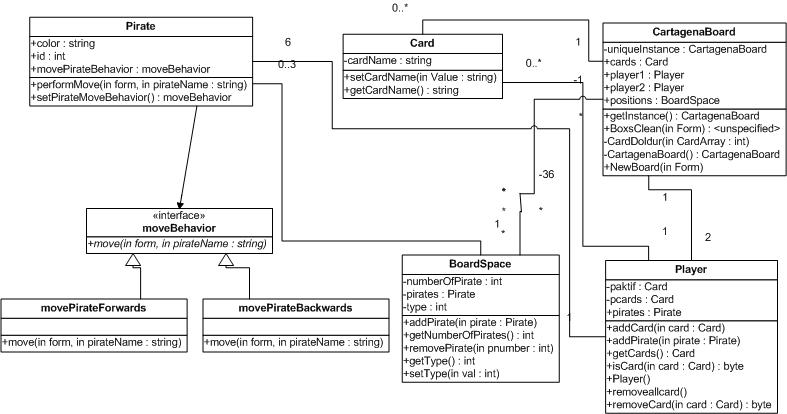 0..*
Pirate
+color : string
+id : int
+movePirateBehavior : moveBehavior
+performMove(in form, in pirateName : string)
+setPirateMoveBehavior() : moveBehavior
6
0..3
Card
-cardName : string
+setCardName(in Value : string)
+getCardName() : string
1
0..*
-1
*
CartagenaBoard
-uniqueInstance : CartagenaBoard
+cards : Card
+player1 : Player
+player2 : Player
+positions : BoardSpace
+getInstance() : CartagenaBoard
+BoxsClean(in Form) : <unspecified>
-CardDoldur(in CardArray : int)
-CartagenaBoard() : CartagenaBoard
+NewBoard(in Form)
-36
*
*
*
1
*
1
1
2
«interface»
moveBehavior
+move(in form, in pirateName : string)
movePirateForwards
+move(in form, in pirateName : string)
movePirateBackwards
+move(in form, in pirateName : string)
BoardSpace
-numberOfPirate : int
-pirates : Pirate
-type : int
+addPirate(in pirate : Pirate)
+getNumberOfPirates() : int
+removePirate(in pnumber : int)
+getType() : int
+setType(in val : int)
1
Player
-paktif : Card
-pcards : Card
+pirates : Pirate
+addCard(in card : Card)
+addPirate(in pirate : Pirate)
+getCards() : Card
+isCard(in card : Card) : byte
+Player()
+removeallcard()
+removeCard(in card : Card) : byte